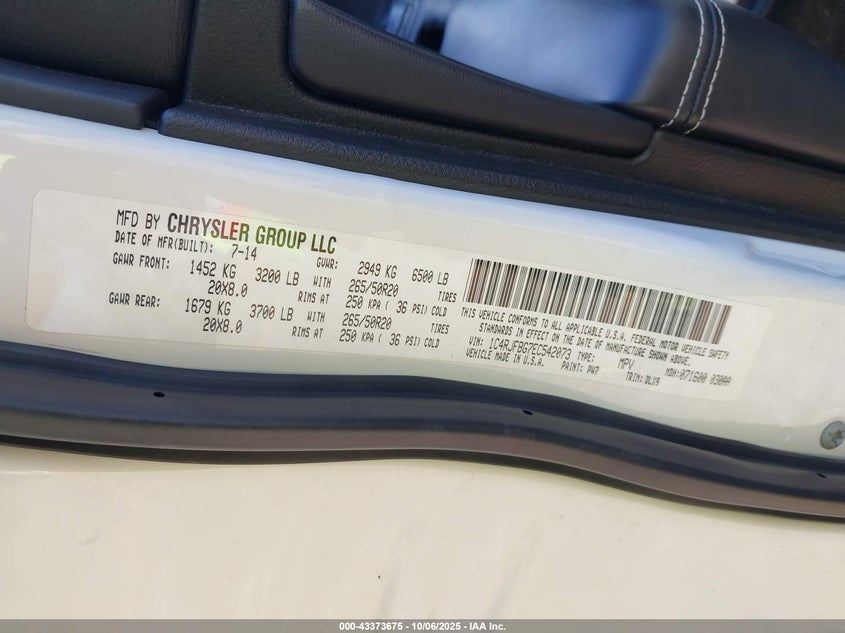 MFD BY CHRYSLER GROUP LLC
DATE OF MFR(BUILT): 7-14 GVWR: 2949 KG 6500 LB
GAWR FRONT: 1452 KG 3200 LB WITH 265/50R20 TIRES
20X8.0 RIMS AT 250 KPA ( 36 PSI) COLD
GAWR REAR: 1679 KG 3700 LB WITH 265/50R20 TIRES
20X8.0 RIMS AT 250 KPA ( 36 PSI) COLD
THIS VEHICLE CONFORMS TO ALL APPLICABLE U.S.A. FEDERAL MOTOR VEHICLE SAFETY
STANDARDS IN EFFECT ON THE DATE OF MANUFACTURE SHOWN ABOVE.
VIN: 1C4RJFBG7EC542073 TYPE: MPV MDH:071600 030AA
VEHICLE MADE IN U.S.A. PAINT: PW7 TRIM: DLX9
000-43373675 - 10/06/2025 - IAA Inc.